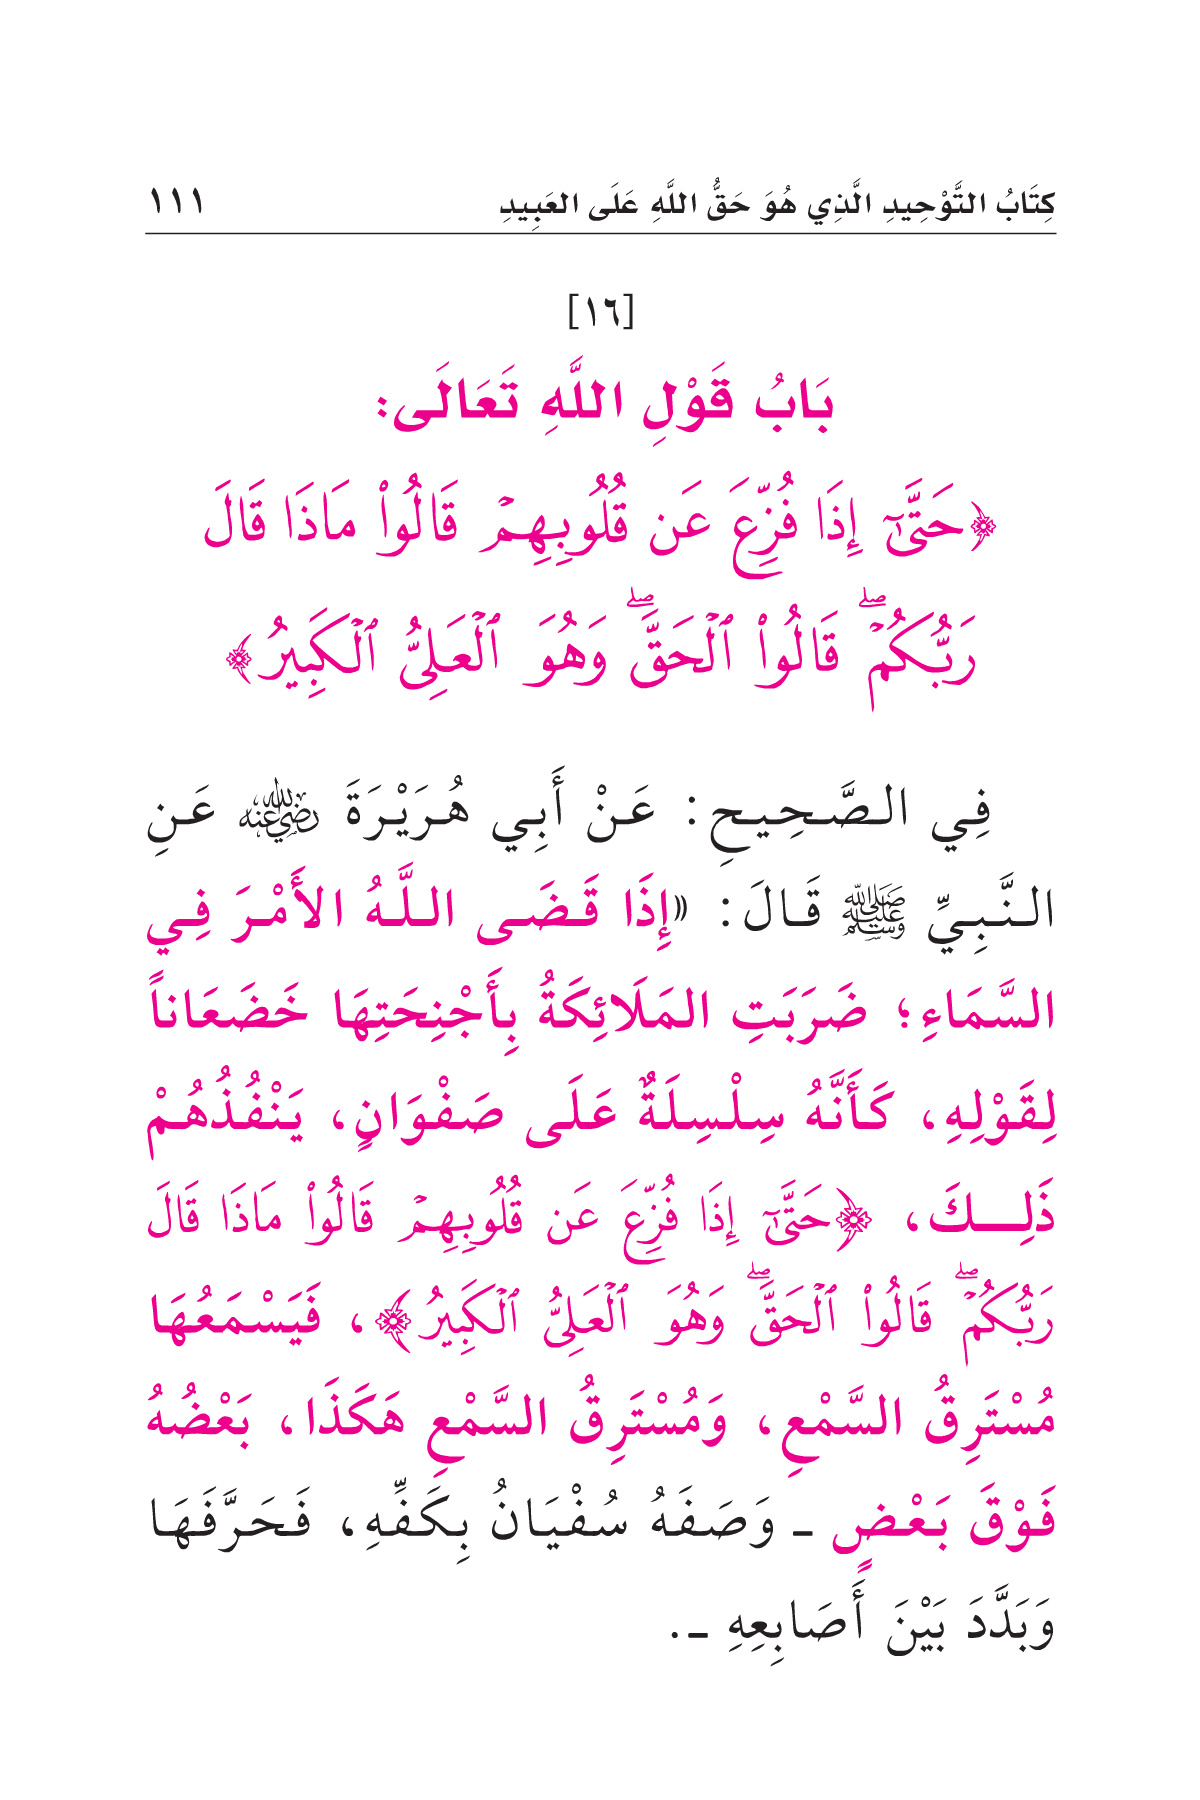 كِتَابُ التَّوْحِيدِ الَّذِي هُوَ حَقُّ اللَّهِ عَلَى العَبِيدِ ١١١
[١٦]
بَابُ قَوْلِ اللَّهِ تَعَالَى:
﴿حَتَّىٰٓ إِذَا فُزِّعَ عَن قُلُوبِهِمۡ قَالُواْ مَاذَا قَالَ
رَبُّكُمۡۖ قَالُواْ ٱلۡحَقَّۖ وَهُوَ ٱلۡعَلِيُّ ٱلۡكَبِيرُ﴾
فِي الصَّحِيحِ: عَنْ أَبِي هُرَيْرَةَ رضي الله عنه عَنِ
النَّبِيِّ ﷺ قَالَ: «إِذَا قَضَى اللَّهُ الأَمْرَ فِي
السَّمَاءِ؛ ضَرَبَتِ المَلَائِكَةُ بِأَجْنِحَتِهَا خَضَعَاناً
لِقَوْلِهِ، كَأَنَّهُ سِلْسِلَةٌ عَلَى صَفْوَانٍ، يَنْفُذُهُمْ
ذَلِكَ، ﴿حَتَّىٰٓ إِذَا فُزِّعَ عَن قُلُوبِهِمۡ قَالُواْ مَاذَا قَالَ
رَبُّكُمۡۖ قَالُواْ ٱلۡحَقَّۖ وَهُوَ ٱلۡعَلِيُّ ٱلۡكَبِيرُ﴾، فَيَسْمَعُهَا
مُسْتَرِقُ السَّمْعِ، وَمُسْتَرِقُ السَّمْعِ هَكَذَا، بَعْضُهُ
فَوْقَ بَعْضٍ ـ وَصَفَهُ سُفْيَانُ بِكَفِّهِ، فَحَرَّفَهَا
وَبَدَّدَ بَيْنَ أَصَابِعِهِ ـ.